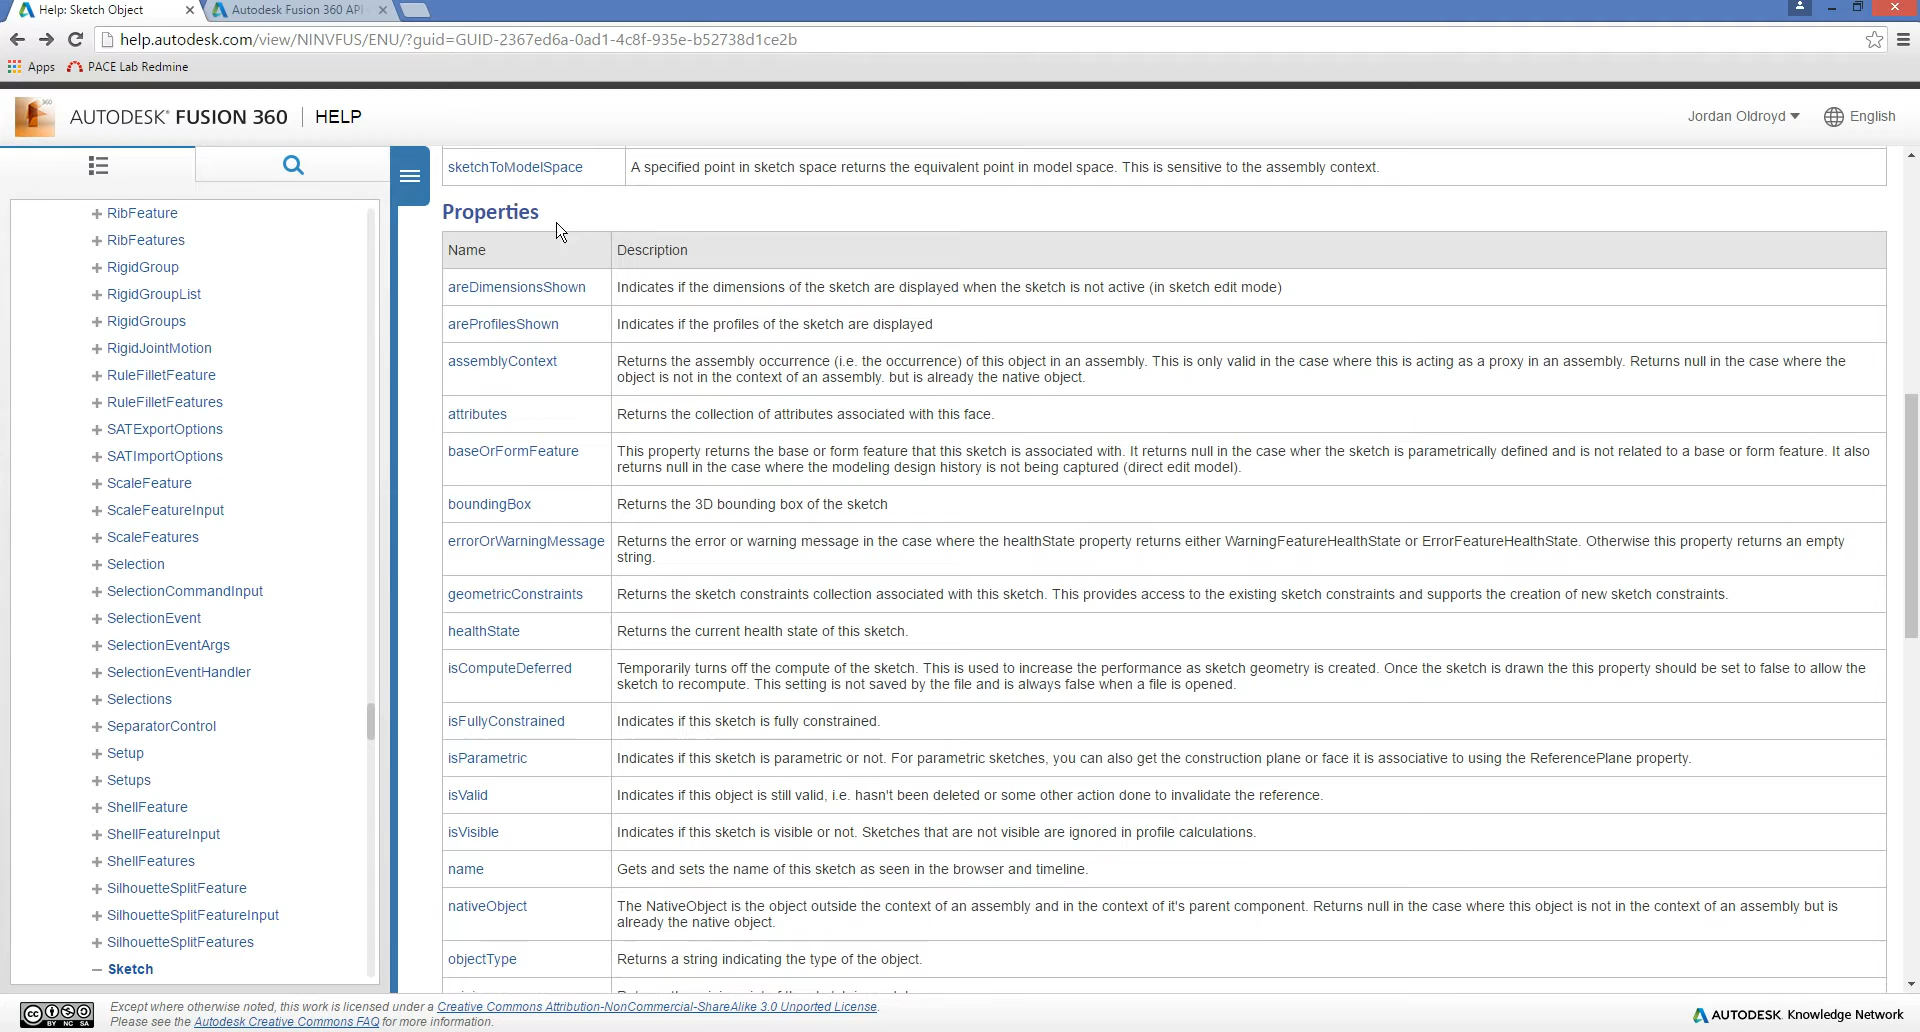 Help: Sketch Object
Autodesk Fusion 360 API
help.autodesk.com/view/NINVFUS/ENU/?guid=GUID-2367ed6a-0ad1-4c8f-935e-b52738d1ce2b
Apps PACE Lab Redmine
AUTODESK® FUSION 360 | HELP
Jordan Oldroyd
English
RibFeature
RibFeatures
RigidGroup
RigidGroupList
RigidGroups
RigidJointMotion
RuleFilletFeature
RuleFilletFeatures
SATExportOptions
SATImportOptions
ScaleFeature
ScaleFeatureInput
ScaleFeatures
Selection
SelectionCommandInput
SelectionEvent
SelectionEventArgs
SelectionEventHandler
Selections
SeparatorControl
Setup
Setups
ShellFeature
ShellFeatureInput
ShellFeatures
SilhouetteSplitFeature
SilhouetteSplitFeatureInput
SilhouetteSplitFeatures
Sketch
sketchToModelSpace A specified point in sketch space returns the equivalent point in model space. This is sensitive to the assembly context.
Properties
Name Description
areDimensionsShown Indicates if the dimensions of the sketch are displayed when the sketch is not active (in sketch edit mode)
areProfilesShown Indicates if the profiles of the sketch are displayed
assemblyContext Returns the assembly occurrence (i.e. the occurrence) of this object in an assembly. This is only valid in the case where this is acting as a proxy in an assembly. Returns null in the case where the
object is not in the context of an assembly. but is already the native object.
attributes Returns the collection of attributes associated with this face.
baseOrFormFeature This property returns the base or form feature that this sketch is associated with. It returns null in the case wher the sketch is parametrically defined and is not related to a base or form feature. It also
returns null in the case where the modeling design history is not being captured (direct edit model).
boundingBox Returns the 3D bounding box of the sketch
errorOrWarningMessage Returns the error or warning message in the case where the healthState property returns either WarningFeatureHealthState or ErrorFeatureHealthState. Otherwise this property returns an empty
string.
geometricConstraints Returns the sketch constraints collection associated with this sketch. This provides access to the existing sketch constraints and supports the creation of new sketch constraints.
healthState Returns the current health state of this sketch.
isComputeDeferred Temporarily turns off the compute of the sketch. This is used to increase the performance as sketch geometry is created. Once the sketch is drawn the this property should be set to false to allow the
sketch to recompute. This setting is not saved by the file and is always false when a file is opened.
isFullyConstrained Indicates if this sketch is fully constrained.
isParametric Indicates if this sketch is parametric or not. For parametric sketches, you can also get the construction plane or face it is associative to using the ReferencePlane property.
isValid Indicates if this object is still valid, i.e. hasn't been deleted or some other action done to invalidate the reference.
isVisible Indicates if this sketch is visible or not. Sketches that are not visible are ignored in profile calculations.
name Gets and sets the name of this sketch as seen in the browser and timeline.
nativeObject The NativeObject is the object outside the context of an assembly and in the context of it's parent component. Returns null in the case where this object is not in the context of an assembly but is
already the native object.
objectType Returns a string indicating the type of the object.
Except where otherwise noted, this work is licensed under a Creative Commons Attribution-NonCommercial-ShareAlike 3.0 Unported License.
Please see the Autodesk Creative Commons FAQ for more information.
AUTODESK. Knowledge Network